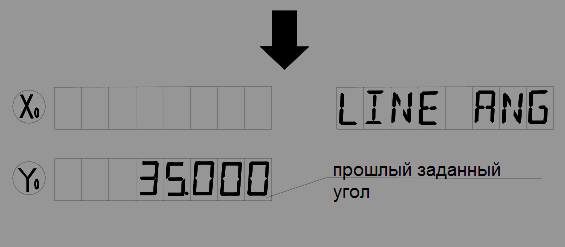 X₀ LINE ANG
Y₀ 35.000 прошлый заданный
угол